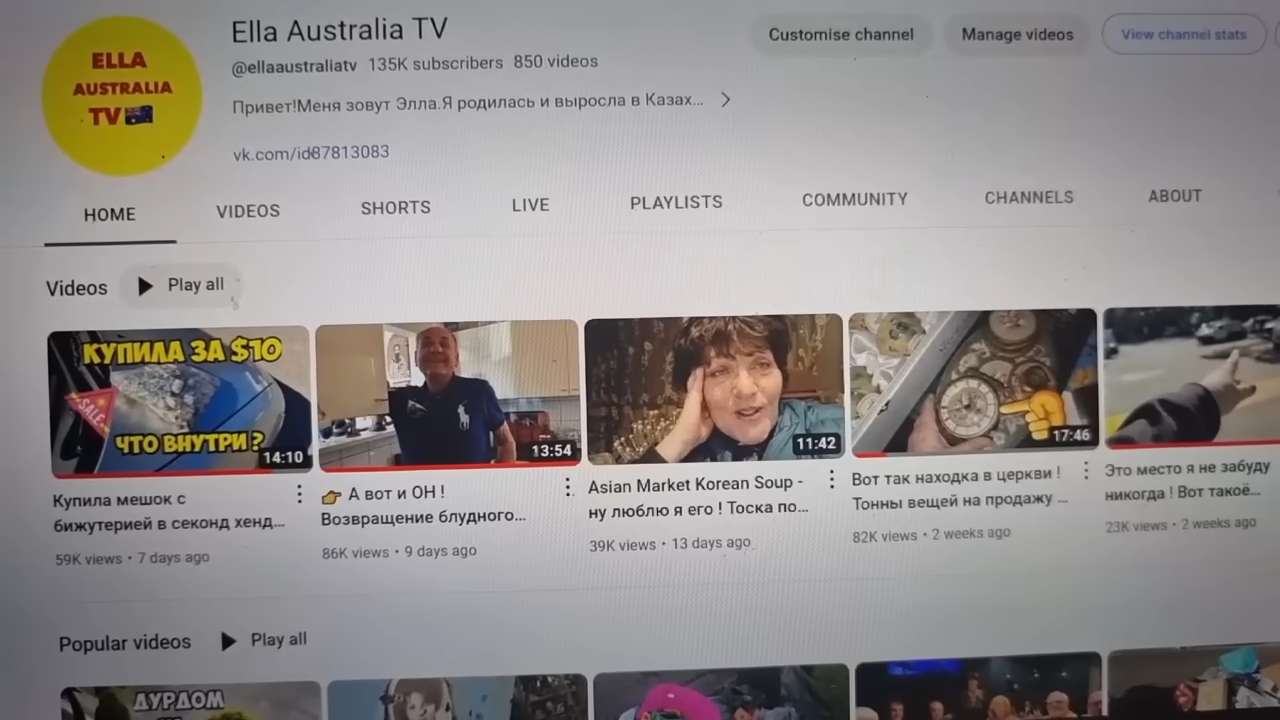 ELLA
AUSTRALIA
TV
Ella Australia TV
@ellaaustraliatv 135K subscribers 850 videos
Привет!Меня зовут Элла.Я родилась и выросла в Казах...
vk.com/id87813083
Customise channel
Manage videos
View channel stats
HOME
VIDEOS
SHORTS
LIVE
PLAYLISTS
COMMUNITY
CHANNELS
ABOUT
Videos
Play all
КУПИЛА ЗА $10
SALE
ЧТО ВНУТРИ?
14:10
Купила мешок с
бижутерией в секонд хенд...
59K views • 7 days ago
13:54
👉 А вот и ОН !
Возвращение блудного...
86K views • 9 days ago
11:42
Asian Market Korean Soup -
ну люблю я его ! Тоска по...
39K views • 13 days ago
17:46
Вот так находка в церкви !
Тонны вещей на продажу ...
82K views • 2 weeks ago
Это место я не забуду
никогда ! Вот такоё...
23K views • 2 weeks ago
Popular videos
Play all
ДУРДОМ